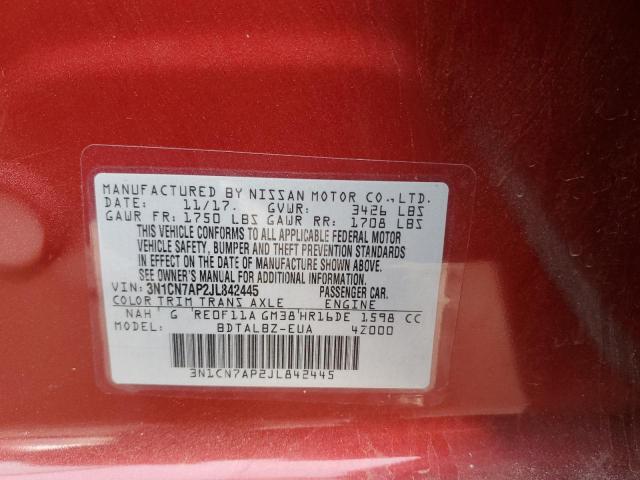 MANUFACTURED BY NISSAN MOTOR CO.,LTD.
DATE: 11/17. GVWR: 3426 LBS
GAWR FR: 1750 LBS GAWR RR: 1708 LBS
THIS VEHICLE CONFORMS TO ALL APPLICABLE FEDERAL MOTOR
VEHICLE SAFETY, BUMPER AND THEFT PREVENTION STANDARDS
IN EFFECT ON THE DATE OF MANUFACTURE SHOWN ABOVE.
SEE OWNER'S MANUAL FOR ADDITIONAL INFORMATION.
VIN: 3N1CN7AP2JL842445 PASSENGER CAR.
COLOR TRIM TRANS AXLE ENGINE
NAH G RE0F11A GM38 HR16DE 1598 CC
MODEL: BDTALBZ-EUA 4Z000
3N1CN7AP2JL842445